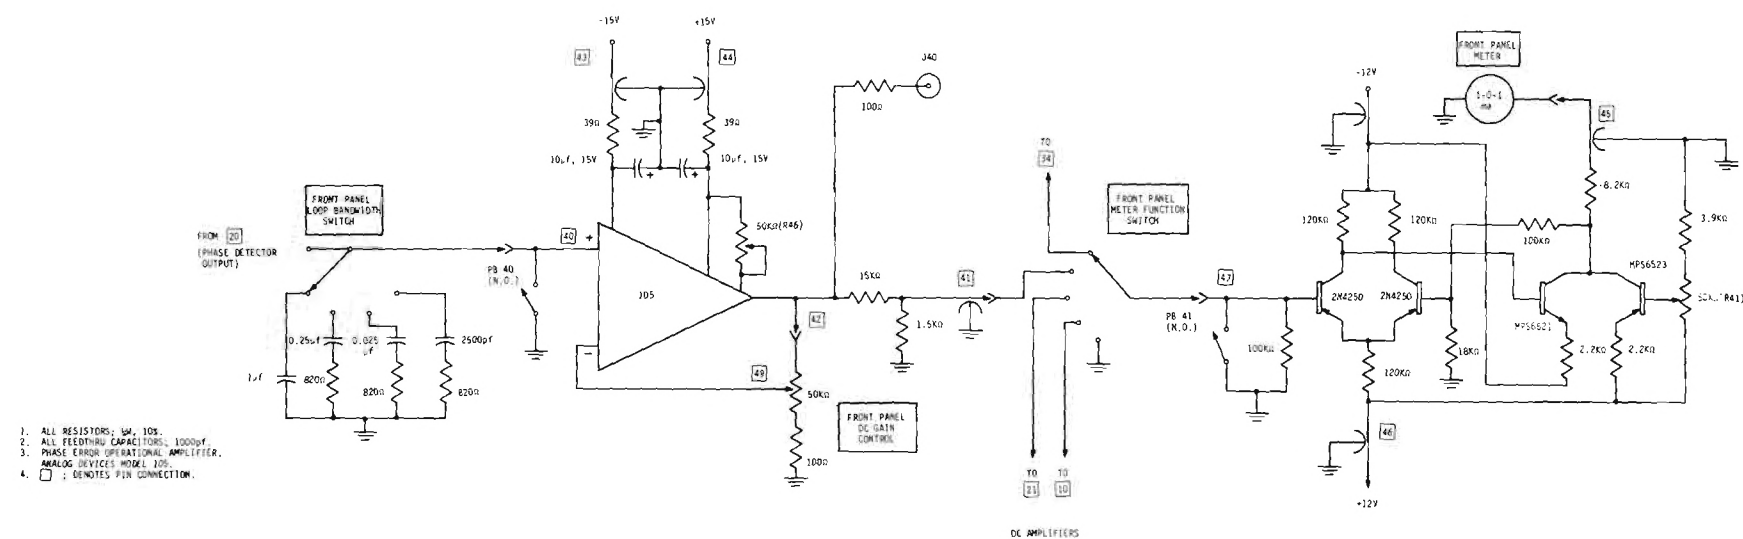 -15V
+15V
43
44
J40
39Ω
39Ω
100Ω
10μf, 15V
10μf, 15V
FRONT PANEL
LOOP BANDWIDTH
SWITCH
FROM 20
(PHASE DETECTOR
OUTPUT)
40
+
50KΩ(R46)
PB 40
(N.O.)
105
-
0.25μf
0.025
μf
2500pf
1μf
820Ω
820Ω
820Ω
15KΩ
41
1.5KΩ
42
49
50KΩ
100Ω
FRONT PANEL
DC GAIN
CONTROL
TO
34
FRONT PANEL
METER FUNCTION
SWITCH
TO
21
TO
10
47
PB 41
(N.O.)
100KΩ
-12V
120KΩ
120KΩ
2N4250
2N4250
120KΩ
18KΩ
46
+12V
FRONT PANEL
METER
1-0-1
ma
45
8.2KΩ
3.9KΩ
100KΩ
MPS6523
MPS6521
(R41)
2.2KΩ
2.2KΩ
1. ALL RESISTORS; ¼W, 10%.
2. ALL FEEDTHRU CAPACITORS; 1000pf.
3. PHASE ERROR OPERATIONAL AMPLIFIER.
ANALOG DEVICES MODEL 105.
4. ; DENOTES PIN CONNECTION.
DC AMPLIFIERS